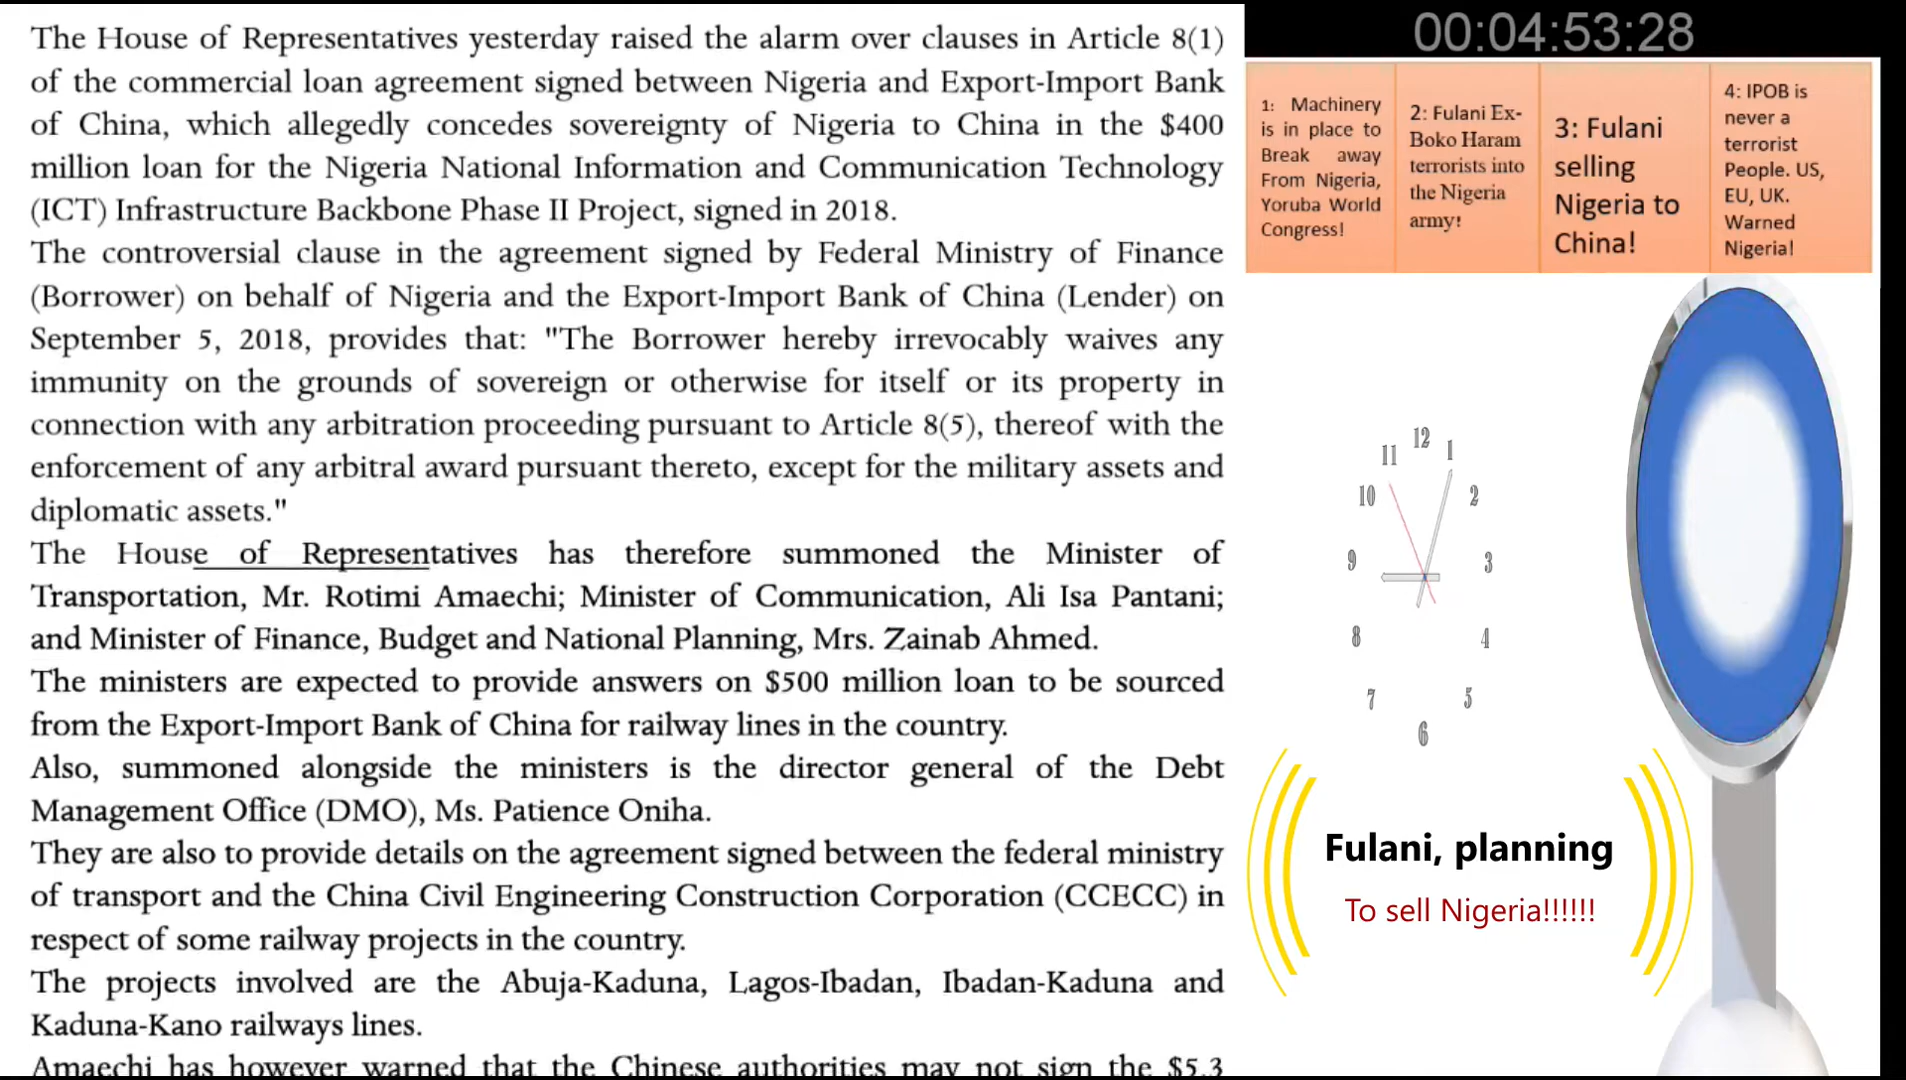 The House of Representatives yesterday raised the alarm over clauses in Article 8(1)
of the commercial loan agreement signed between Nigeria and Export-Import Bank
of China, which allegedly concedes sovereignty of Nigeria to China in the $400
million loan for the Nigeria National Information and Communication Technology
(ICT) Infrastructure Backbone Phase II Project, signed in 2018.
The controversial clause in the agreement signed by Federal Ministry of Finance
(Borrower) on behalf of Nigeria and the Export-Import Bank of China (Lender) on
September 5, 2018, provides that: "The Borrower hereby irrevocably waives any
immunity on the grounds of sovereign or otherwise for itself or its property in
connection with any arbitration proceeding pursuant to Article 8(5), thereof with the
enforcement of any arbitral award pursuant thereto, except for the military assets and
diplomatic assets."
The House of Representatives has therefore summoned the Minister of
Transportation, Mr. Rotimi Amaechi; Minister of Communication, Ali Isa Pantani;
and Minister of Finance, Budget and National Planning, Mrs. Zainab Ahmed.
The ministers are expected to provide answers on $500 million loan to be sourced
from the Export-Import Bank of China for railway lines in the country.
Also, summoned alongside the ministers is the director general of the Debt
Management Office (DMO), Ms. Patience Oniha.
They are also to provide details on the agreement signed between the federal ministry
of transport and the China Civil Engineering Construction Corporation (CCECC) in
respect of some railway projects in the country.
The projects involved are the Abuja-Kaduna, Lagos-Ibadan, Ibadan-Kaduna and
Kaduna-Kano railways lines.
Amaechi has however warned that the Chinese authorities may not sign the $5.3
00:04:53:28
1: Machinery
is in place to
Break away
From Nigeria,
Yoruba World
Congress!
2: Fulani Ex-
Boko Haram
terrorists into
the Nigeria
army!
3: Fulani
selling
Nigeria to
China!
4: IPOB is
never a
terrorist
People. US,
EU, UK.
Warned
Nigeria!
12
1
2
3
4
5
6
7
8
9
10
11
Fulani, planning
To sell Nigeria!!!!!!